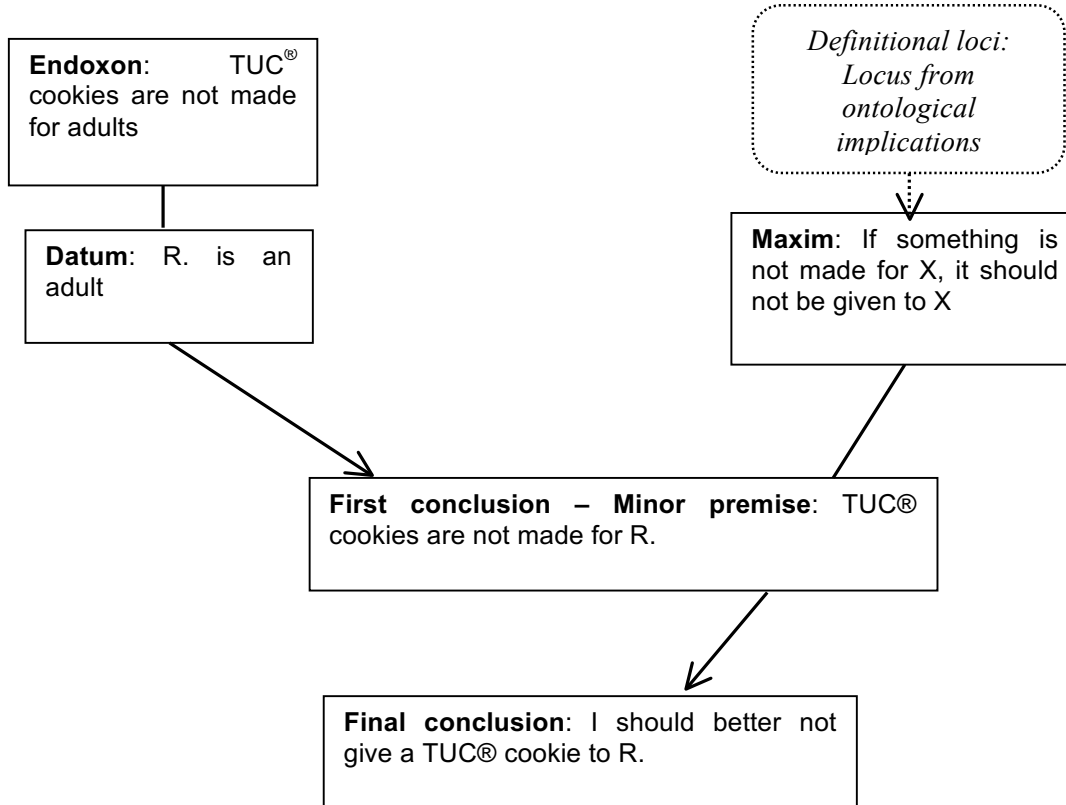 Endoxon: TUC®
cookies are not made
for adults
Datum: R. is an
adult
Definitional loci:
Locus from
ontological
implications
Maxim: If something is
not made for X, it should
not be given to X
First conclusion – Minor premise: TUC®
cookies are not made for R.
Final conclusion: I should better not
give a TUC® cookie to R.